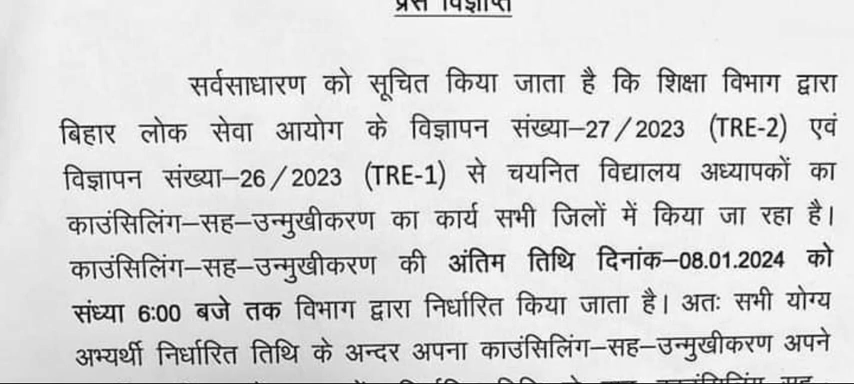 प्रेस विज्ञप्ति
सर्वसाधारण को सूचित किया जाता है कि शिक्षा विभाग द्वारा
बिहार लोक सेवा आयोग के विज्ञापन संख्या–27/2023 (TRE-2) एवं
विज्ञापन संख्या–26/2023 (TRE-1) से चयनित विद्यालय अध्यापकों का
काउंसिलिंग–सह–उन्मुखीकरण का कार्य सभी जिलों में किया जा रहा है।
काउंसिलिंग–सह–उन्मुखीकरण की अंतिम तिथि दिनांक–08.01.2024 को
संध्या 6:00 बजे तक विभाग द्वारा निर्धारित किया जाता है। अतः सभी योग्य
अभ्यर्थी निर्धारित तिथि के अन्दर अपना काउंसिलिंग–सह–उन्मुखीकरण अपने